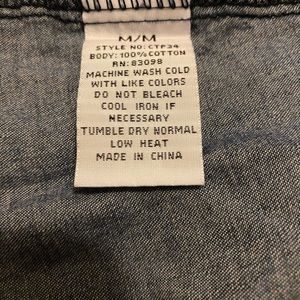 M/M
STYLE NO: CTP34
BODY: 100% COTTON
RN: 83098
MACHINE WASH COLD
WITH LIKE COLORS
DO NOT BLEACH
COOL IRON IF
NECESSARY
TUMBLE DRY NORMAL
LOW HEAT
MADE IN CHINA